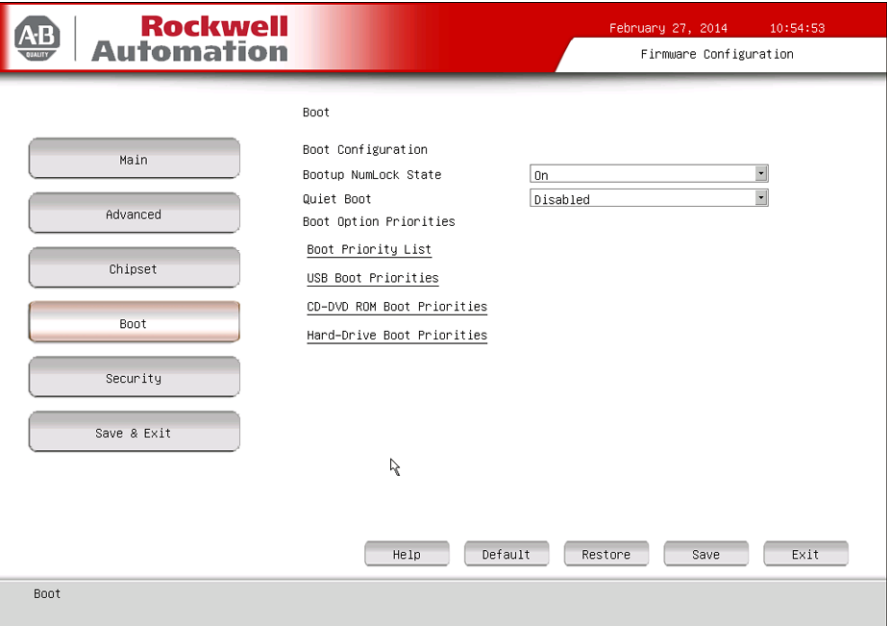 A-B
QUALITY
Rockwell
Automation
February 27, 2014 10:54:53
Firmware Configuration
Main
Advanced
Chipset
Boot
Security
Save & Exit
Boot
Boot Configuration
Bootup NumLock State On
Quiet Boot Disabled
Boot Option Priorities
Boot Priority List
USB Boot Priorities
CD-DVD ROM Boot Priorities
Hard-Drive Boot Priorities
Help Default Restore Save Exit
Boot